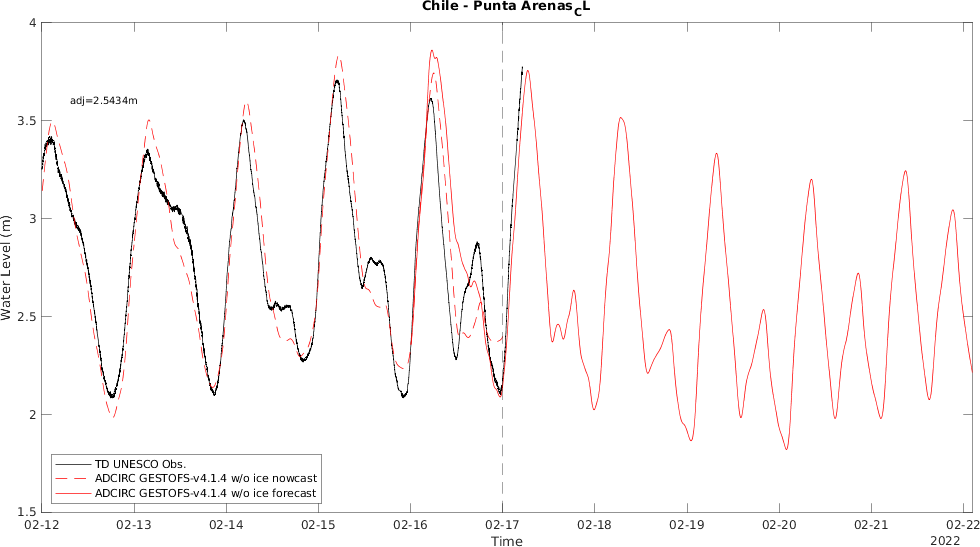 Chile - Punta Arenas_CL
adj=2.5434m
4
3.5
3
2.5
2
1.5
Water Level (m)
TD UNESCO Obs.
ADCIRC GESTOFS-v4.1.4 w/o ice nowcast
ADCIRC GESTOFS-v4.1.4 w/o ice forecast
02-12 02-13 02-14 02-15 02-16 02-17 02-18 02-19 02-20 02-21 02-22
Time
2022